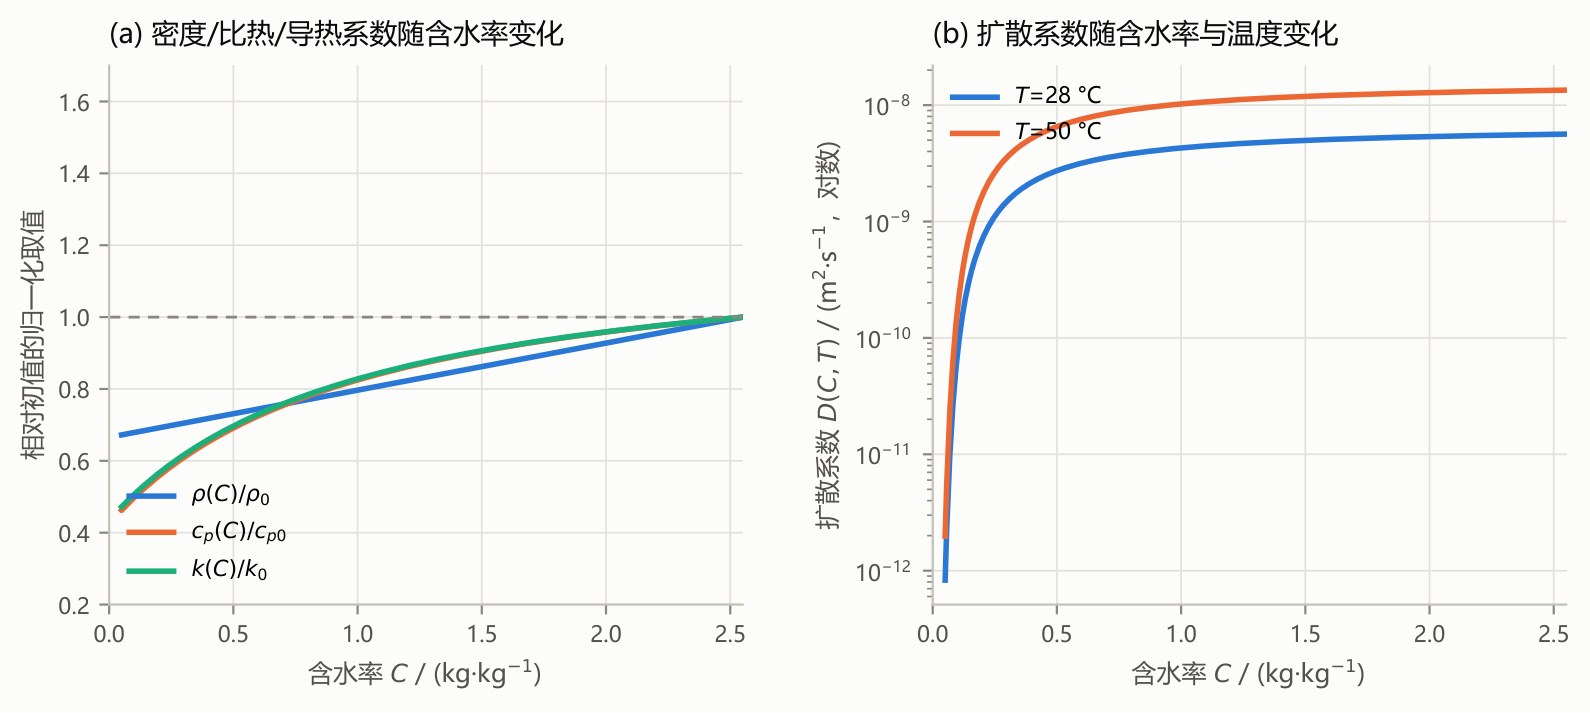 (a) 密度/比热/导热系数随含水率变化
相对初值的归一化取值
1.6
1.4
1.2
1.0
0.8
0.6
0.4
0.2
ρ(C)/ρ₀
cₚ(C)/cₚ₀
k(C)/k₀
0.0 0.5 1.0 1.5 2.0 2.5
含水率 C / (kg·kg⁻¹)
(b) 扩散系数随含水率与温度变化
扩散系数 D(C, T) / (m²·s⁻¹, 对数)
10⁻⁸
10⁻⁹
10⁻¹⁰
10⁻¹¹
10⁻¹²
T=28 °C
T=50 °C
0.0 0.5 1.0 1.5 2.0 2.5
含水率 C / (kg·kg⁻¹)